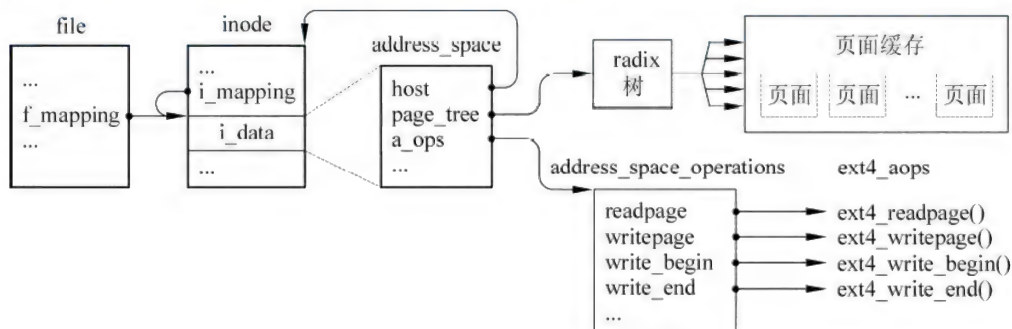 file
...
f_mapping
...
inode
...
i_mapping
i_data
...
address_space
host
page_tree
a_ops
...
radix
树
页面缓存
页面 页面 ... 页面
address_space_operations
readpage
writepage
write_begin
write_end
...
ext4_aops
ext4_readpage()
ext4_writepage()
ext4_write_begin()
ext4_write_end()